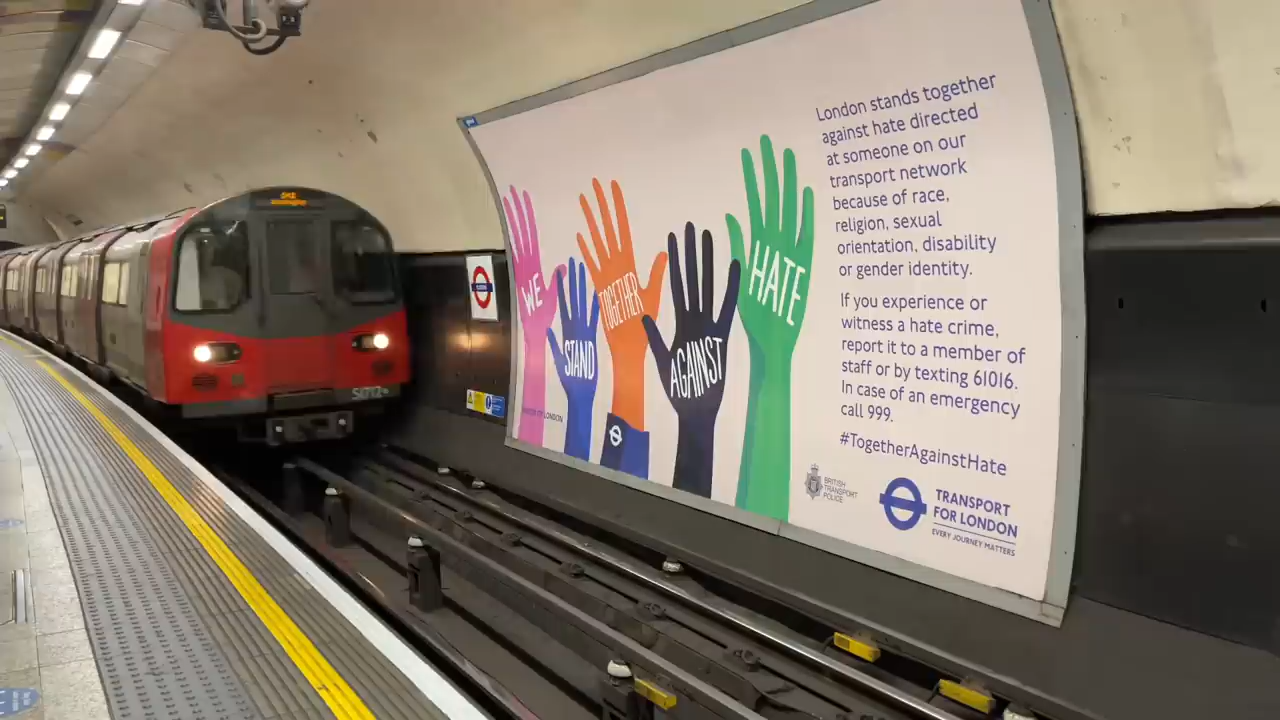 WE
STAND
TOGETHER
AGAINST
HATE
London stands together
against hate directed
at someone on our
transport network
because of race,
religion, sexual
orientation, disability
or gender identity.
If you experience or
witness a hate crime,
report it to a member of
staff or by texting 61016.
In case of an emergency
call 999.
#TogetherAgainstHate
BRITISH
TRANSPORT
POLICE
TRANSPORT
FOR LONDON
EVERY JOURNEY MATTERS